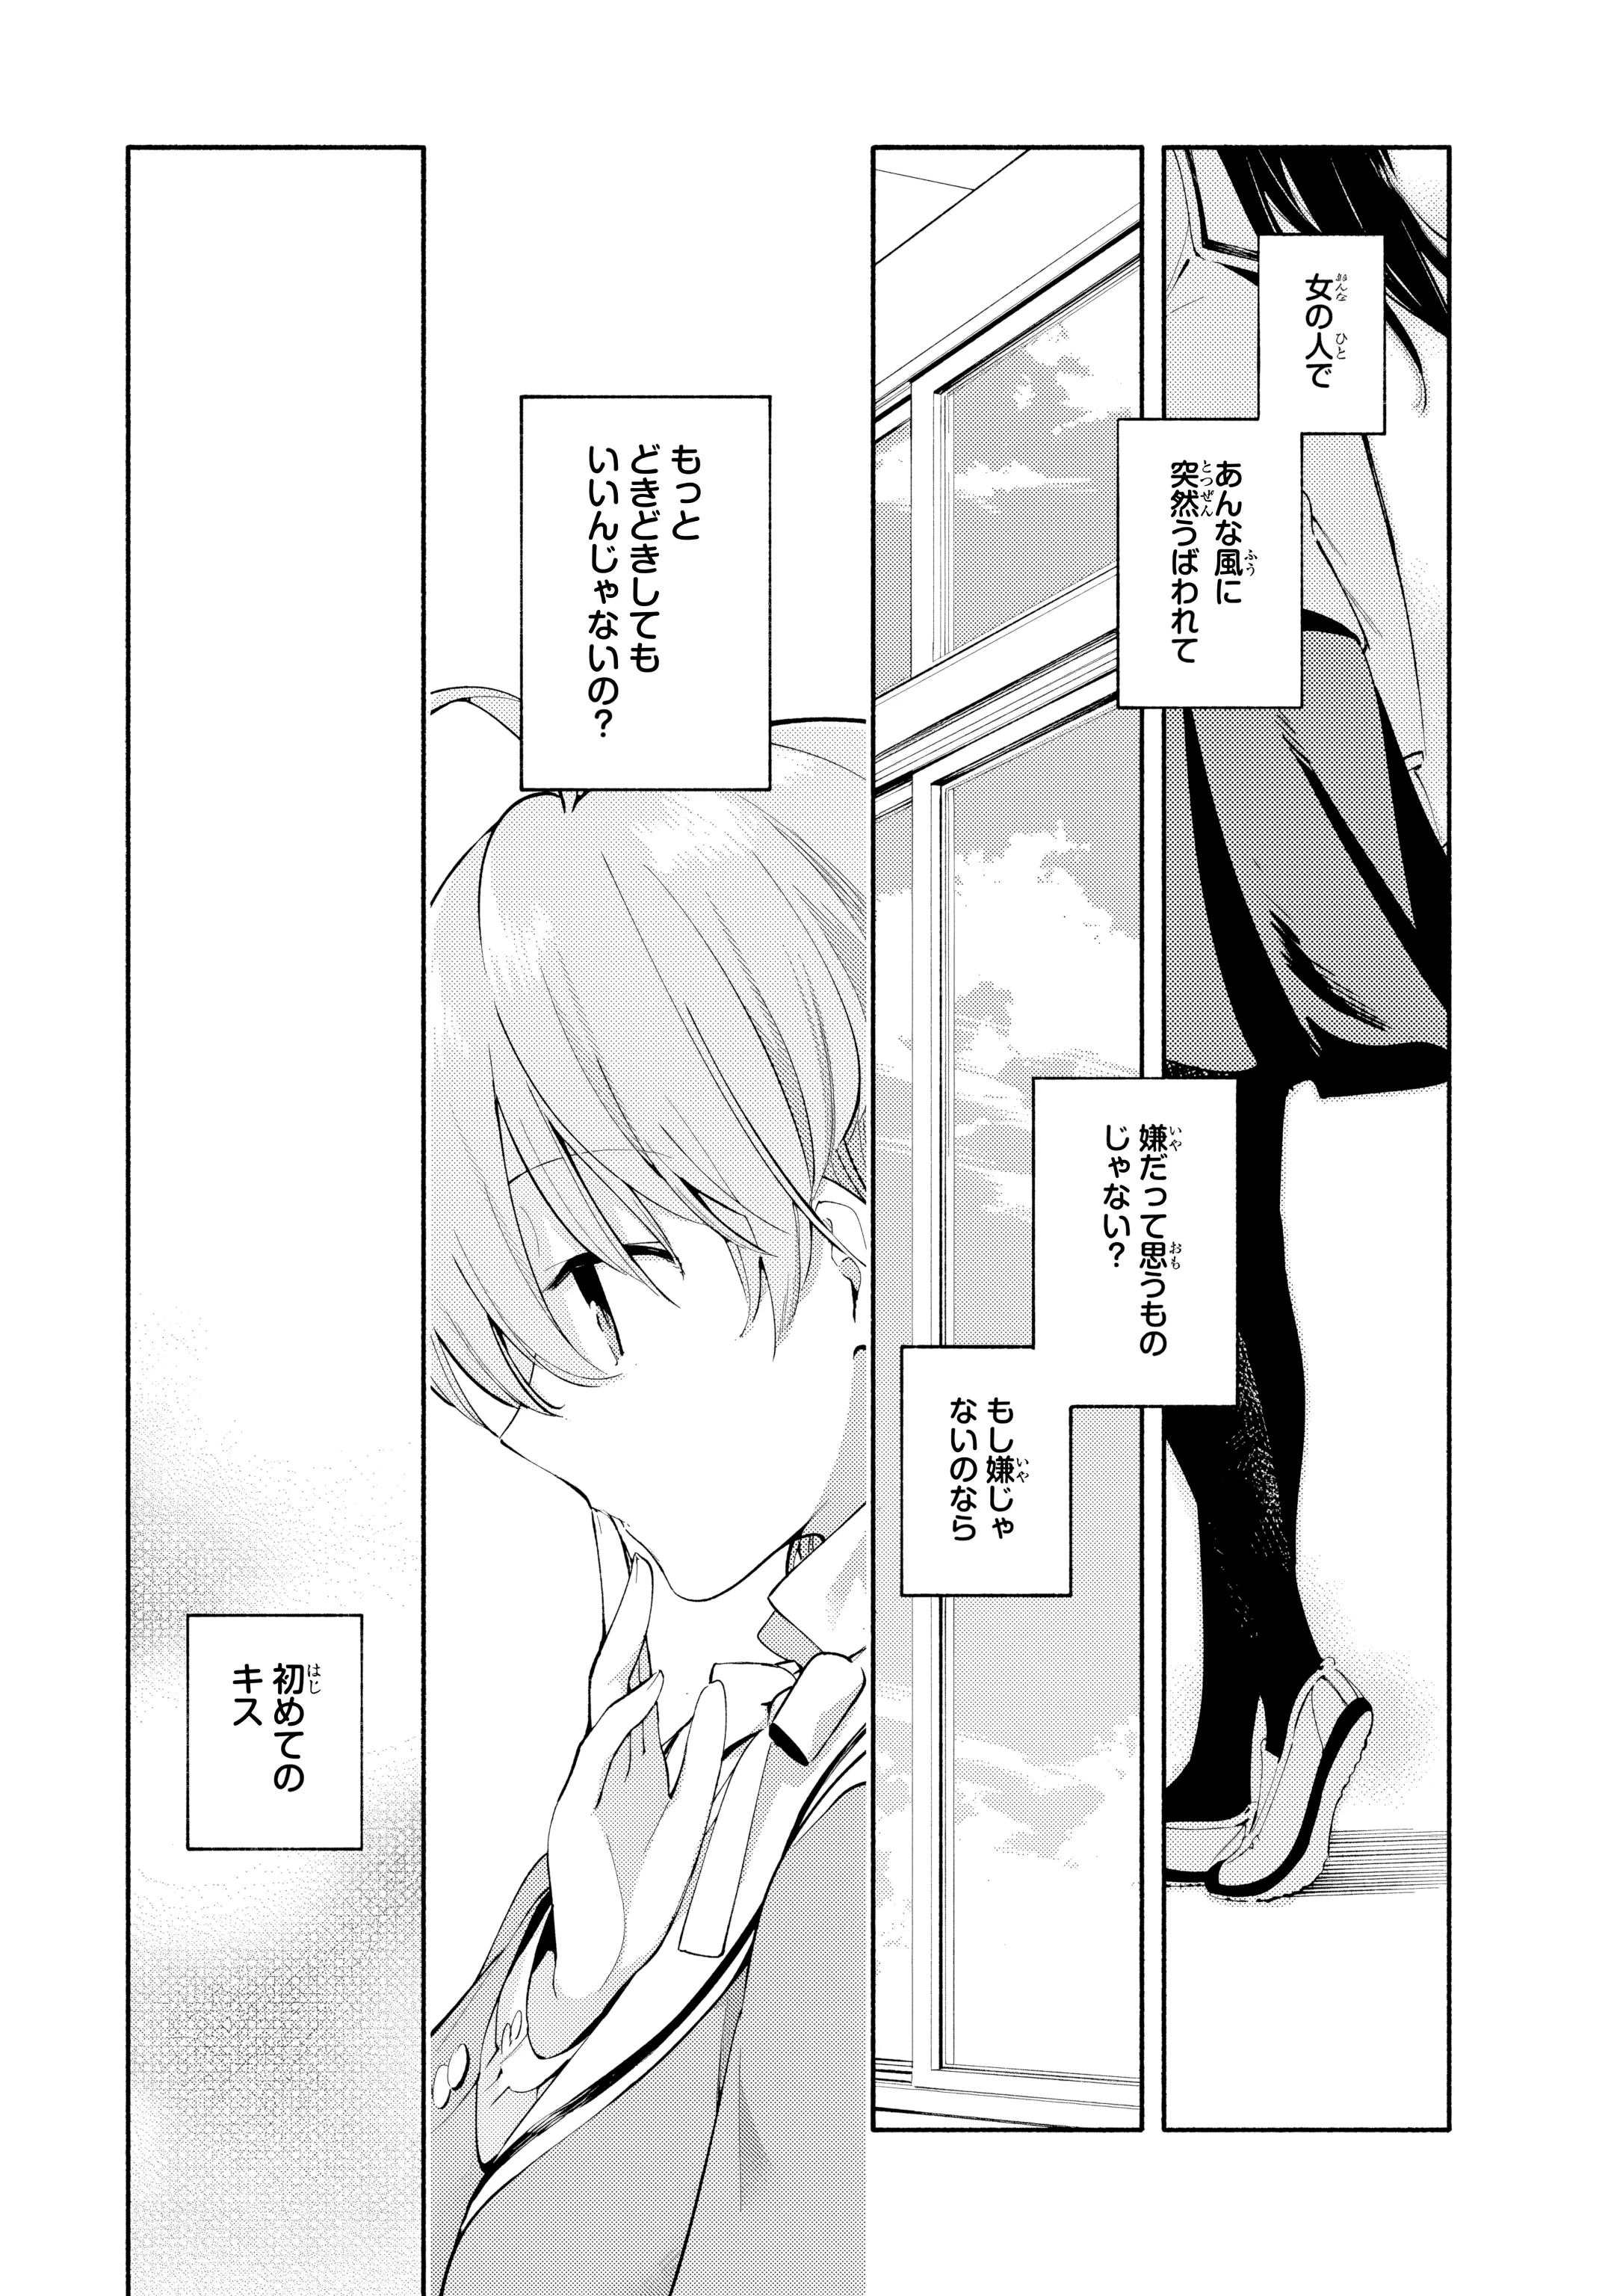 女の人で
あんな風に
突然うばわれて
嫌だって思うもの
じゃない？
もし嫌じゃ
ないのなら
もっと
どきどきしても
いいんじゃないの？
初めての
キス